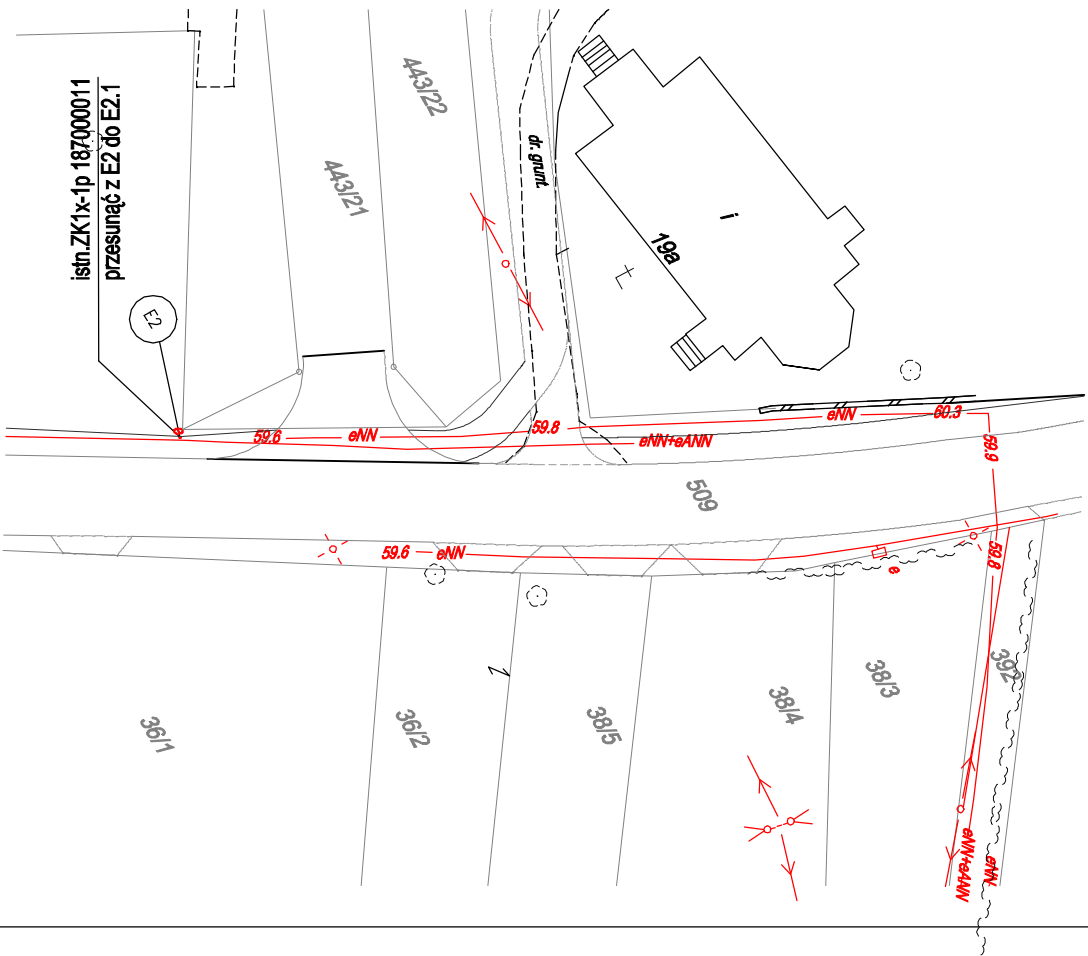 istn.ZK1x-1p 187000011
przesunąć z E2 do E2.1
E2
443/22
443/21
dr. grunt.
19a
i
59.6
eNN
59.8
eNN
60.3
eNN+eANN
59.9
509
59.6
eNN
e
59.8
e
392
38/3
38/4
38/5
36/2
36/1
eNN+eANN
eNN